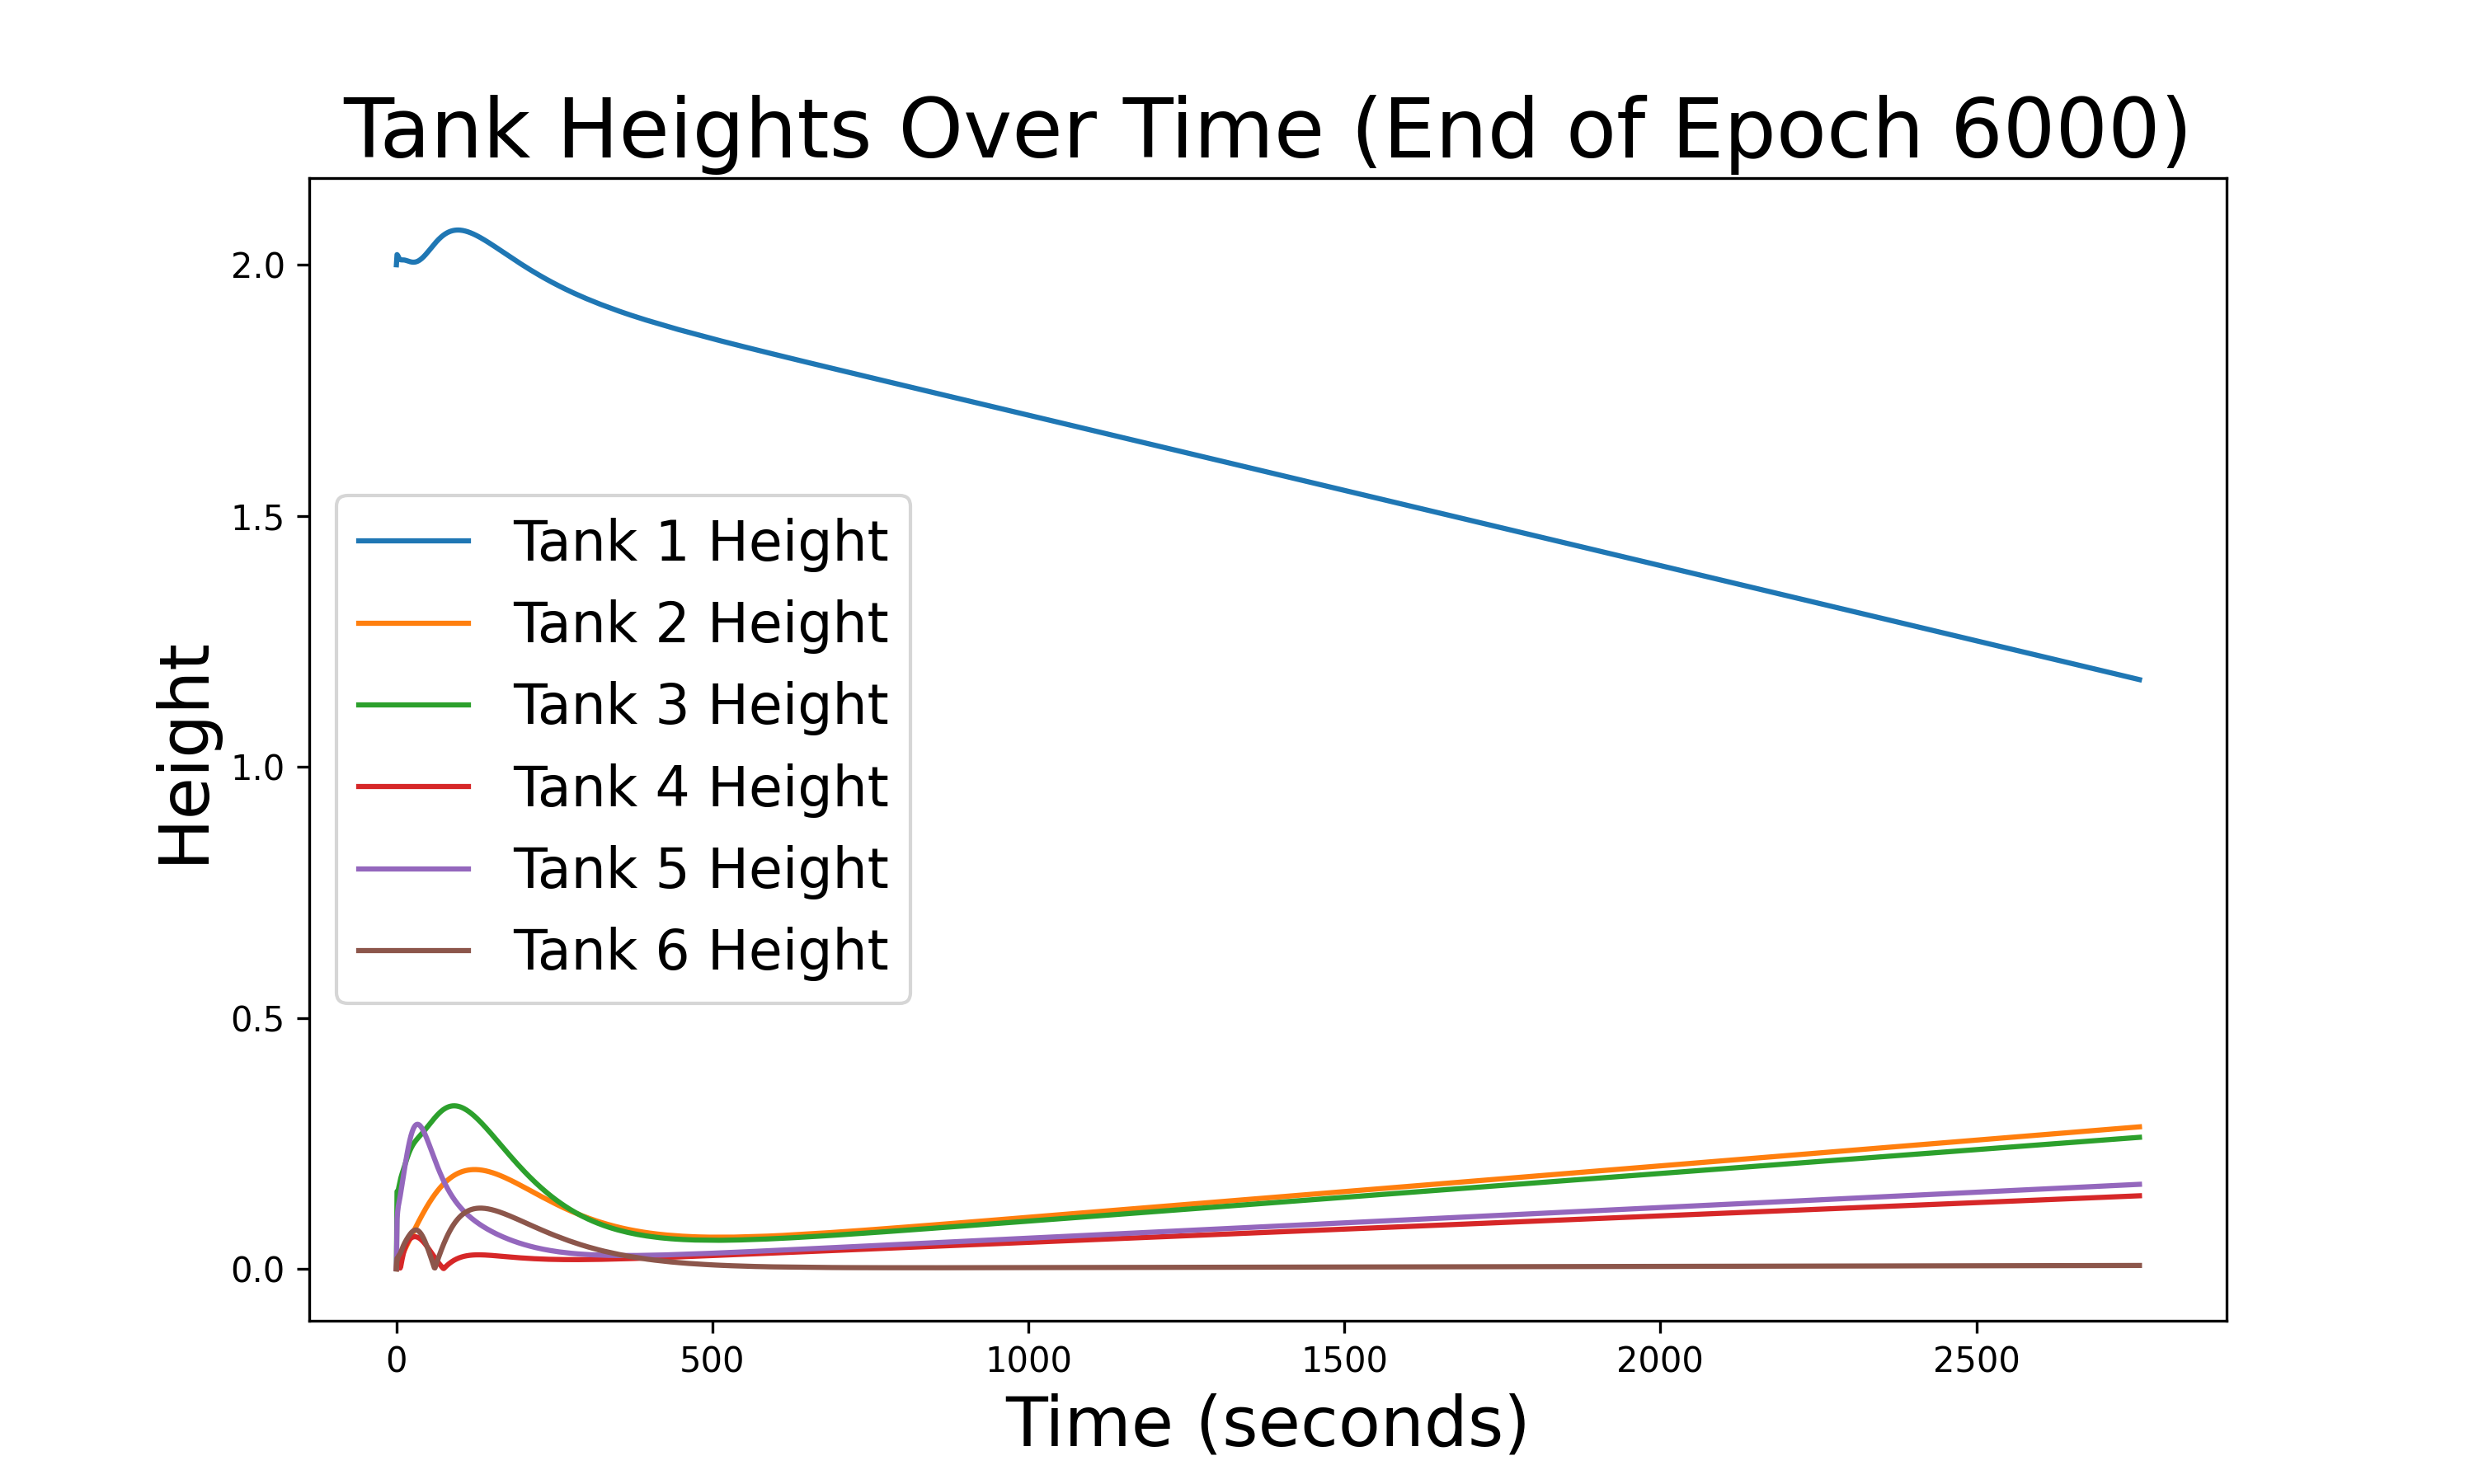 Tank Heights Over Time (End of Epoch 6000)
Height
2.0
1.5
1.0
0.5
0.0
Tank 1 Height
Tank 2 Height
Tank 3 Height
Tank 4 Height
Tank 5 Height
Tank 6 Height
0 500 1000 1500 2000 2500
Time (seconds)